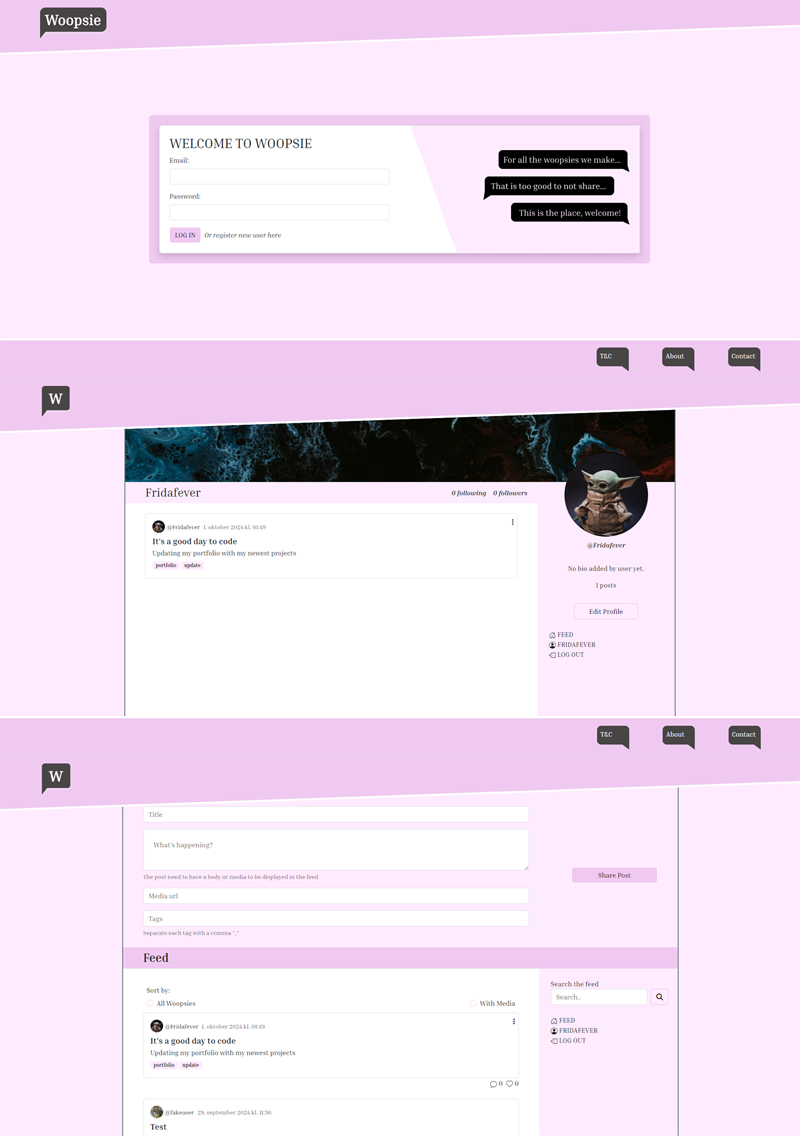 Woopsie
WELCOME TO WOOPSIE
Email:
Password:
LOG IN Or register new user here
For all the woopsies we make...
That is too good to not share...
This is the place, welcome!
T&C About Contact
W
Fridafever 0 following 0 followers
@Fridafever 1. oktober 2024 kl. 01:49
It's a good day to code
Updating my portfolio with my newest projects
portfolio update
@Fridafever
No bio added by user yet.
1 posts
Edit Profile
FEED
FRIDAFEVER
LOG OUT
T&C About Contact
W
Title
What's happening?
The post need to have a body or media to be displayed in the feed
Media url
Tags
Separate each tag with a comma ","
Share Post
Feed
Sort by:
All Woopsies With Media
@Fridafever 1. oktober 2024 kl. 01:49
It's a good day to code
Updating my portfolio with my newest projects
portfolio update
0 0
@fakeuser 29. september 2024 kl. 11:56
Test
Search the feed
Search..
FEED
FRIDAFEVER
LOG OUT